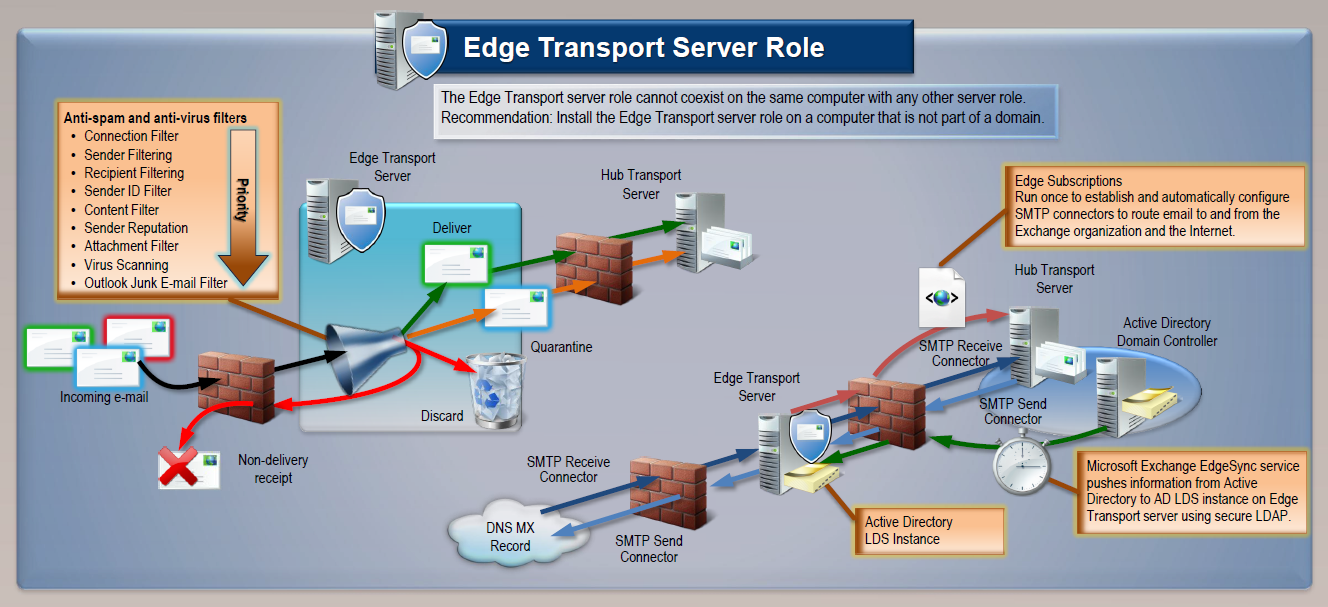 Edge Transport Server Role
The Edge Transport server role cannot coexist on the same computer with any other server role.
Recommendation: Install the Edge Transport server role on a computer that is not part of a domain.
Anti-spam and anti-virus filters
• Connection Filter
• Sender Filtering
• Recipient Filtering
• Sender ID Filter
• Content Filter
• Sender Reputation
• Attachment Filter
• Virus Scanning
• Outlook Junk E-mail Filter
Priority
Edge Transport
Server
Deliver
Hub Transport
Server
Quarantine
Discard
Incoming e-mail
Non-delivery
receipt
Edge Subscriptions
Run once to establish and automatically configure
SMTP connectors to route email to and from the
Exchange organization and the Internet.
Hub Transport
Server
Active Directory
Domain Controller
SMTP Receive
Connector
Edge Transport
Server
SMTP Send
Connector
SMTP Receive
Connector
DNS MX
Record
SMTP Send
Connector
Active Directory
LDS Instance
Microsoft Exchange EdgeSync service
pushes information from Active
Directory to AD LDS instance on Edge
Transport server using secure LDAP.